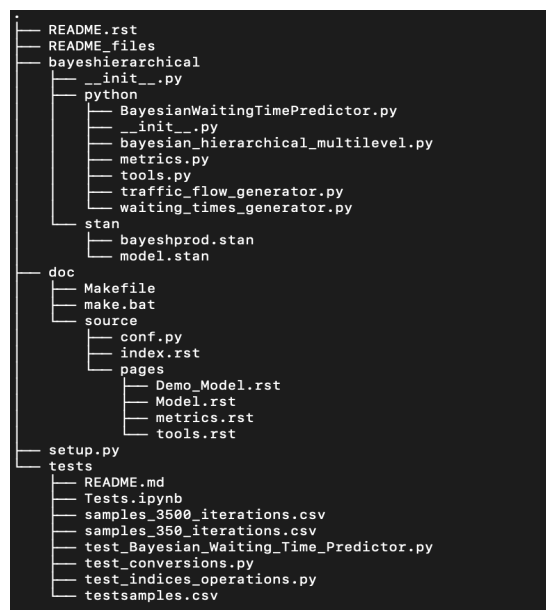 .
├── README.rst
├── README_files
├── bayeshierarchical
│   ├── __init__.py
│   ├── python
│   │   ├── BayesianWaitingTimePredictor.py
│   │   ├── __init__.py
│   │   ├── bayesian_hierarchical_multilevel.py
│   │   ├── metrics.py
│   │   ├── tools.py
│   │   ├── traffic_flow_generator.py
│   │   └── waiting_times_generator.py
│   └── stan
│       ├── bayeshprod.stan
│       └── model.stan
├── doc
│   ├── Makefile
│   ├── make.bat
│   └── source
│       ├── conf.py
│       ├── index.rst
│       └── pages
│           ├── Demo_Model.rst
│           ├── Model.rst
│           ├── metrics.rst
│           └── tools.rst
├── setup.py
└── tests
    ├── README.md
    ├── Tests.ipynb
    ├── samples_3500_iterations.csv
    ├── samples_350_iterations.csv
    ├── test_Bayesian_Waiting_Time_Predictor.py
    ├── test_conversions.py
    ├── test_indices_operations.py
    └── testsamples.csv